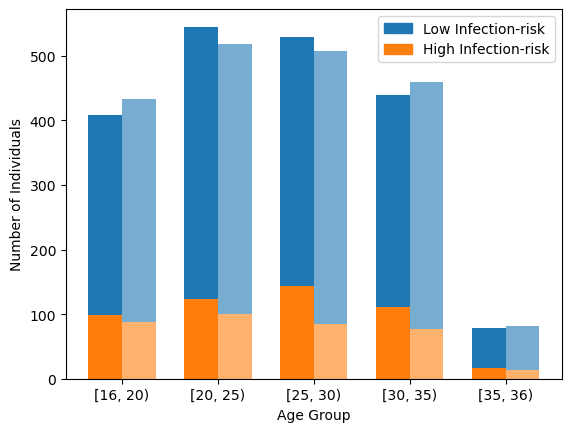 Low Infection-risk
High Infection-risk
Number of Individuals
500
400
300
200
100
0
[16, 20) [20, 25) [25, 30) [30, 35) [35, 36)
Age Group